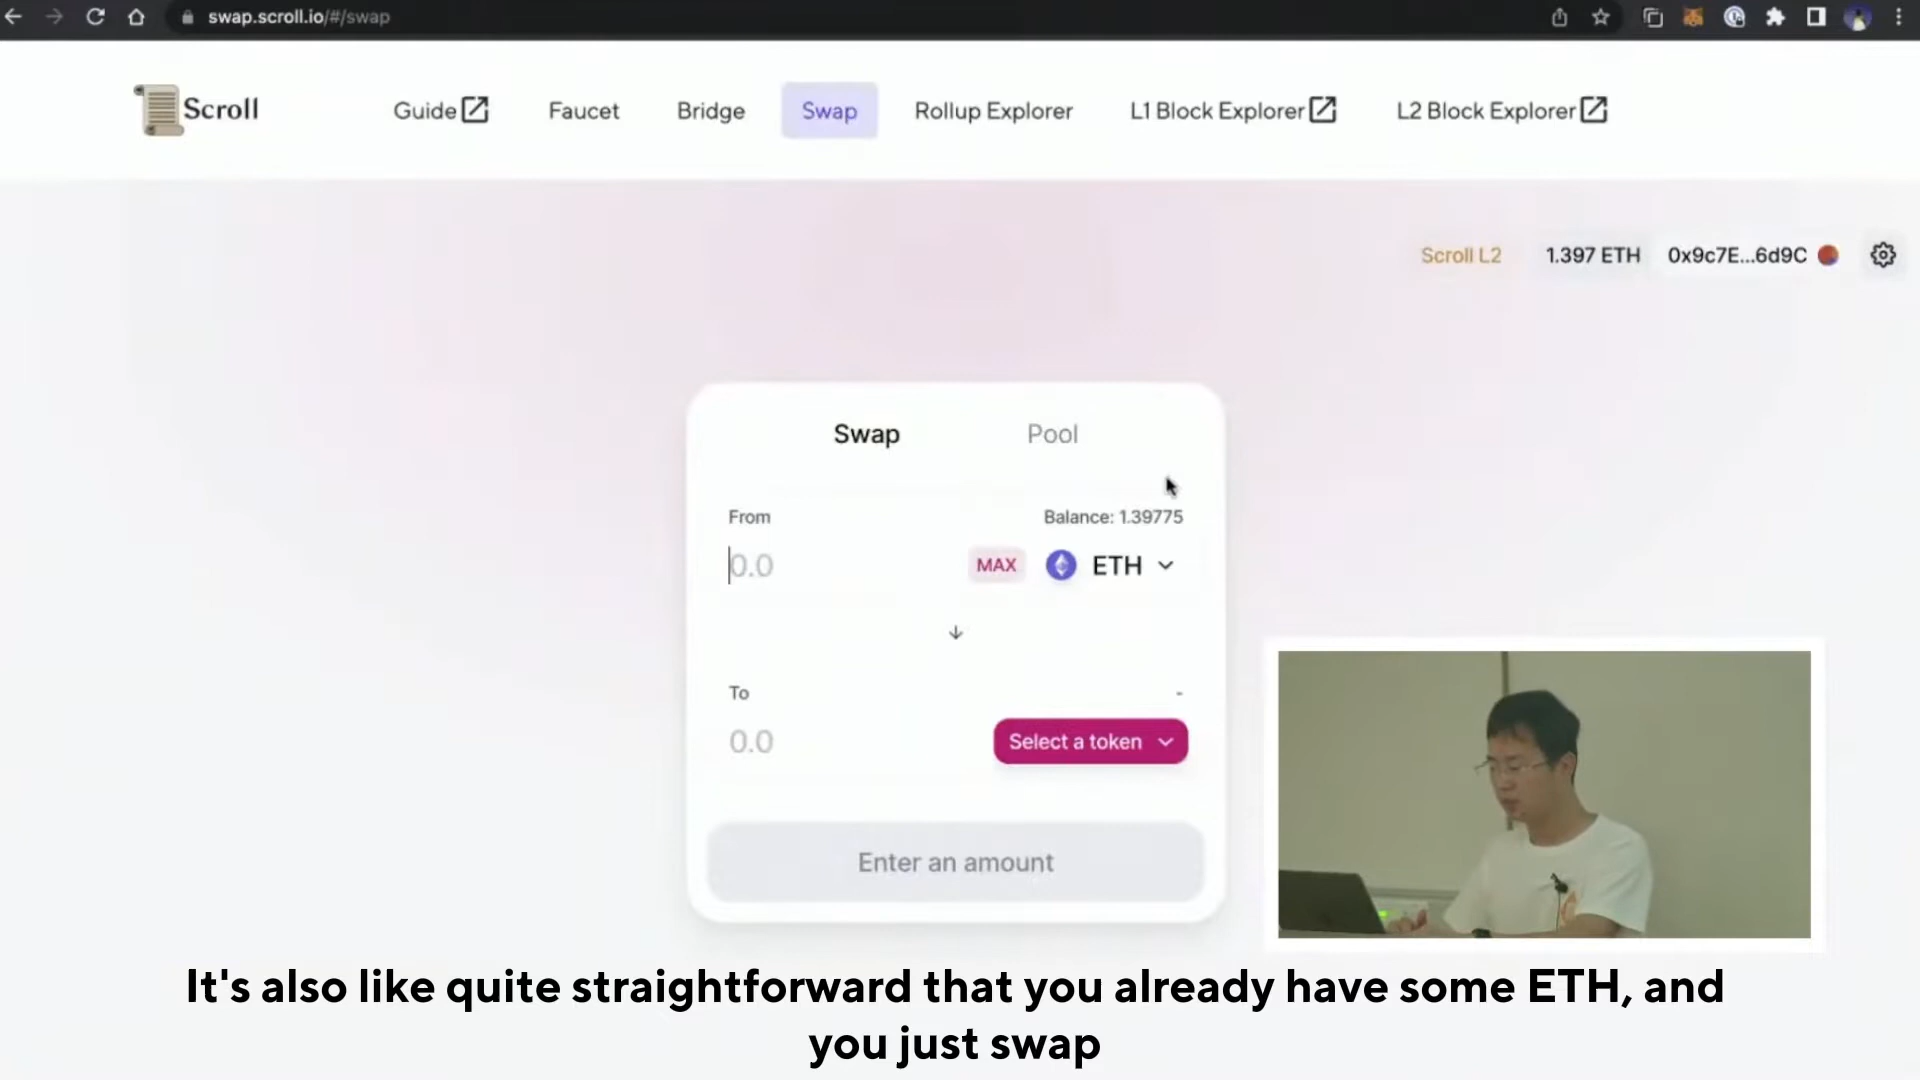 swap.scroll.io/#/swap
Scroll
Guide
Faucet
Bridge
Swap
Rollup Explorer
L1 Block Explorer
L2 Block Explorer
Scroll L2
1.397 ETH
0x9c7E...6d9C
Swap
Pool
From
Balance: 1.39775
0.0
MAX
ETH
To
-
0.0
Select a token
Enter an amount
It's also like quite straightforward that you already have some ETH, and
you just swap